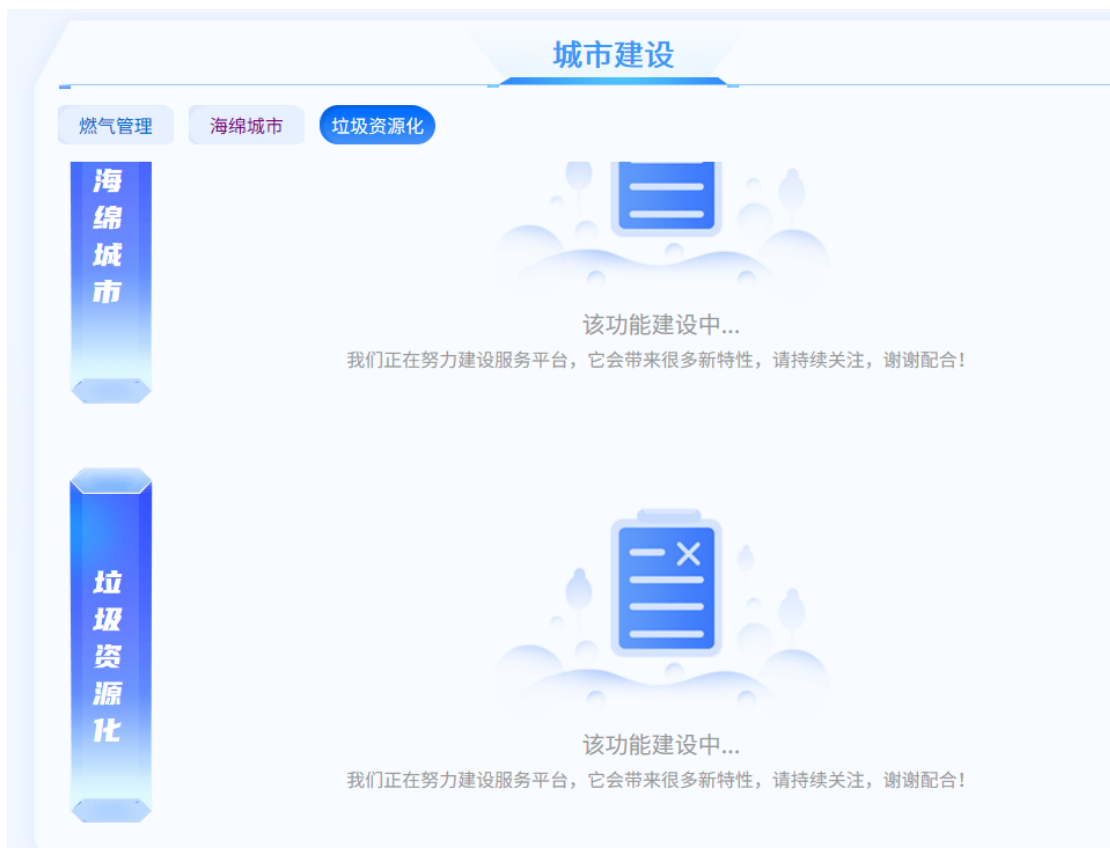 城市建设
燃气管理
海绵城市
垃圾资源化
海绵城市
该功能建设中...
我们正在努力建设服务平台，它会带来很多新特性，请持续关注，谢谢配合！
垃圾资源化
该功能建设中...
我们正在努力建设服务平台，它会带来很多新特性，请持续关注，谢谢配合！